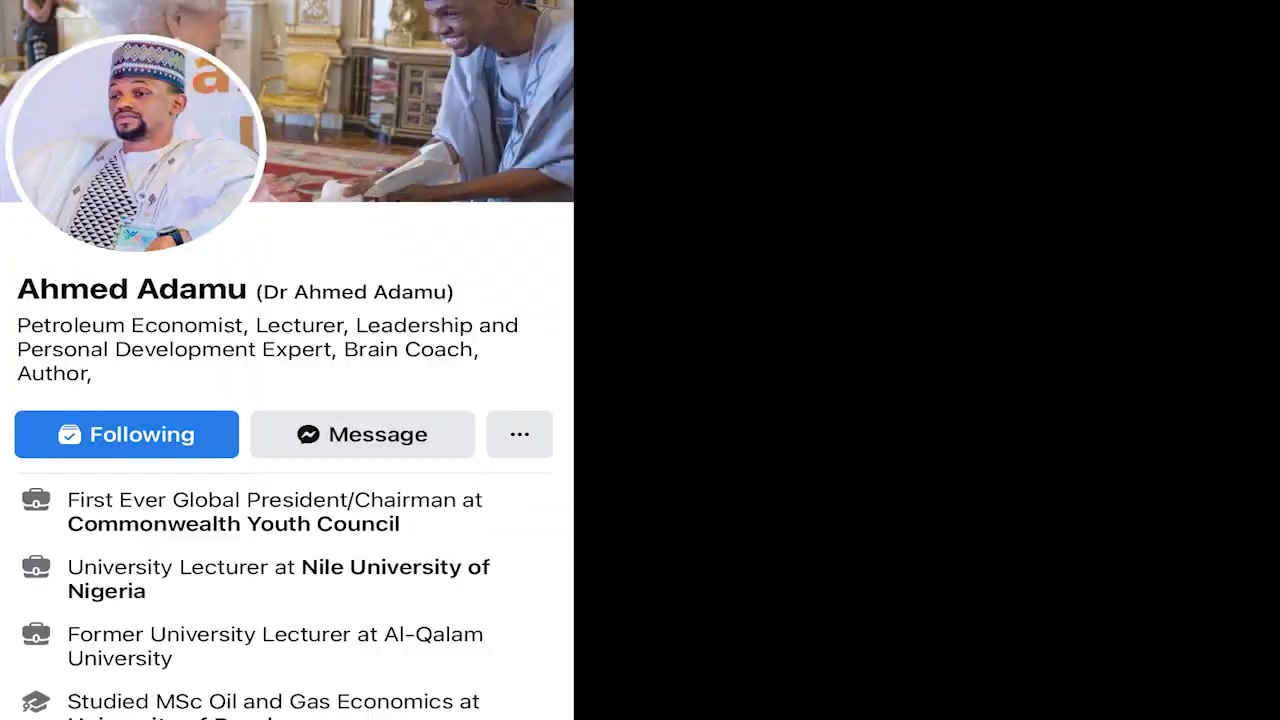 Ahmed Adamu (Dr Ahmed Adamu)
Petroleum Economist, Lecturer, Leadership and
Personal Development Expert, Brain Coach,
Author,
Following
Message
First Ever Global President/Chairman at
Commonwealth Youth Council
University Lecturer at Nile University of
Nigeria
Former University Lecturer at Al-Qalam
University
Studied MSc Oil and Gas Economics at